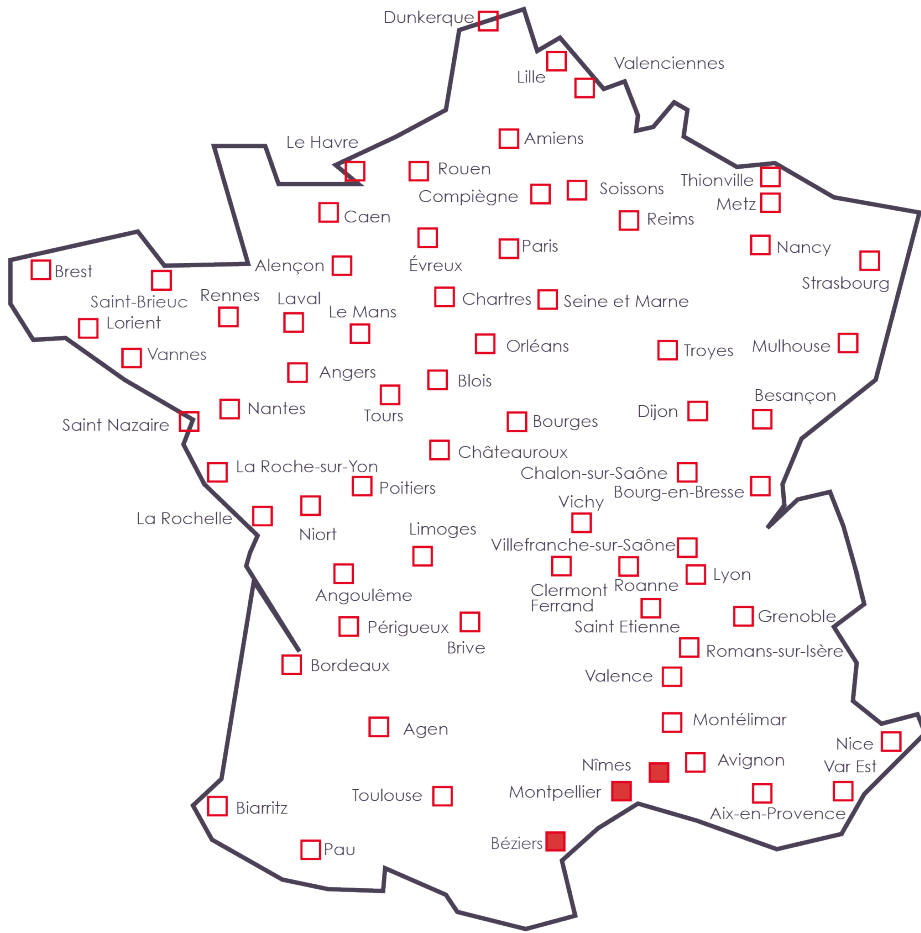 Dunkerque
Valenciennes
Lille
Amiens
Le Havre
Rouen
Compiègne
Soissons
Thionville
Metz
Reims
Caen
Paris
Nancy
Évreux
Strasbourg
Alençon
Brest
Saint-Brieuc
Rennes
Laval
Chartres
Seine et Marne
Le Mans
Lorient
Orléans
Troyes
Mulhouse
Vannes
Angers
Blois
Tours
Besançon
Dijon
Nantes
Saint Nazaire
Bourges
Châteauroux
La Roche-sur-Yon
Chalon-sur-Saône
Poitiers
Bourg-en-Bresse
Vichy
La Rochelle
Niort
Limoges
Villefranche-sur-Saône
Angoulême
Clermont
Ferrand
Roanne
Lyon
Saint Etienne
Grenoble
Périgueux
Brive
Romans-sur-Isère
Bordeaux
Valence
Montélimar
Agen
Nice
Nîmes
Avignon
Var Est
Toulouse
Montpellier
Biarritz
Aix-en-Provence
Béziers
Pau